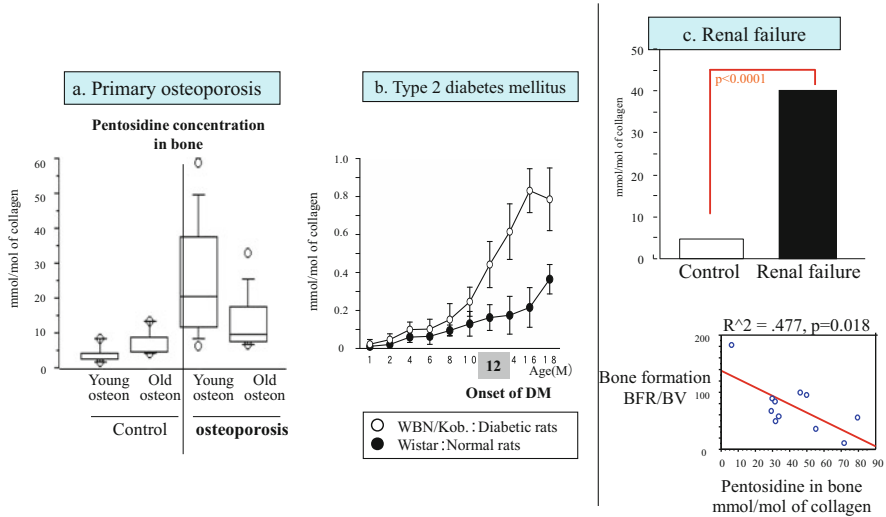 a. Primary osteoporosis
Pentosidine concentration
in bone
mmol/mol of collagen
60
50
40
30
20
10
0
Young
osteon
Old
osteon
Young
osteon
Old
osteon
Control
osteoporosis
b. Type 2 diabetes mellitus
mmol/mol of collagen
1.0
0.8
0.6
0.4
0.2
0
1 2 4 6 8 10 12 4 16 18
Age(M)
Onset of DM
WBN/Kob.:Diabetic rats
Wistar:Normal rats
c. Renal failure
mmol/mol of collagen
50
40
30
20
10
5
0
p<0.0001
Control
Renal failure
R^2 = .477, p=0.018
Bone formation
BFR/BV
200
100
0
0 10 20 30 40 50 60 70 80 90
Pentosidine in bone
mmol/mol of collagen